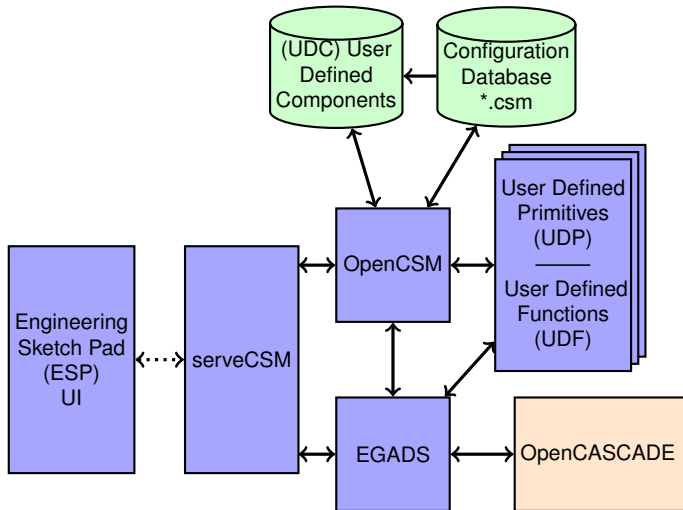 (UDC) User
Defined
Components
Configuration
Database
*.csm
User Defined
Primitives
(UDP)
User Defined
Functions
(UDF)
OpenCSM
Engineering
Sketch Pad
(ESP)
UI
serveCSM
EGADS
OpenCASCADE